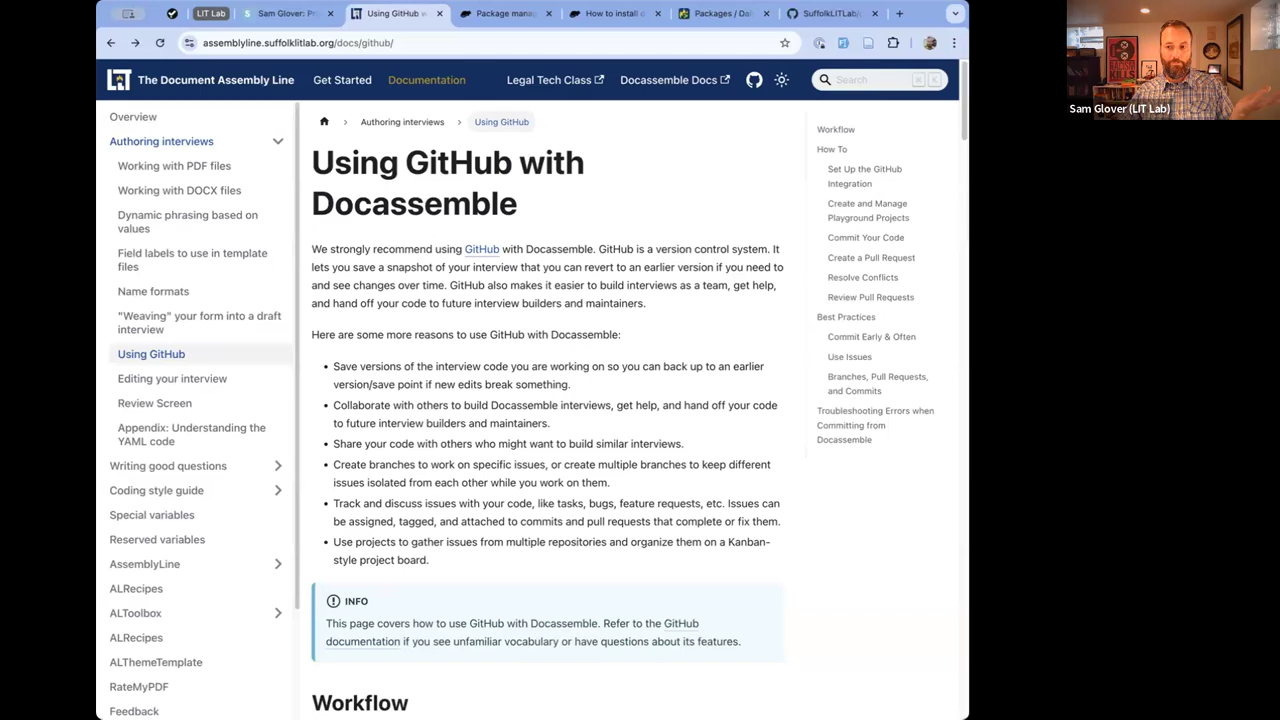 LIT Lab
Sam Glover: P
Using GitHub w
Package mana
How to install d
Packages / Dal
SuffolkLITLab/
assemblyline.suffolklitlab.org/docs/github/
The Document Assembly Line
Get Started
Documentation
Legal Tech Class
Docassemble Docs
Search
K
Sam Glover (LIT Lab)
Overview
Authoring interviews
Working with PDF files
Working with DOCX files
Dynamic phrasing based on
values
Field labels to use in template
files
Name formats
"Weaving" your form into a draft
interview
Using GitHub
Editing your interview
Review Screen
Appendix: Understanding the
YAML code
Writing good questions
Coding style guide
Special variables
Reserved variables
AssemblyLine
ALRecipes
ALToolbox
ALRecipes
ALThemeTemplate
RateMyPDF
Feedback
Authoring interviews
Using GitHub
Using GitHub with
Docassemble
We strongly recommend using GitHub with Docassemble. GitHub is a version control system. It
lets you save a snapshot of your interview that you can revert to an earlier version if you need to
and see changes over time. GitHub also makes it easier to build interviews as a team, get help,
and hand off your code to future interview builders and maintainers.
Here are some more reasons to use GitHub with Docassemble:
• Save versions of the interview code you are working on so you can back up to an earlier
version/save point if new edits break something.
• Collaborate with others to build Docassemble interviews, get help, and hand off your code
to future interview builders and maintainers.
• Share your code with others who might want to build similar interviews.
• Create branches to work on specific issues, or create multiple branches to keep different
issues isolated from each other while you work on them.
• Track and discuss issues with your code, like tasks, bugs, feature requests, etc. Issues can
be assigned, tagged, and attached to commits and pull requests that complete or fix them.
• Use projects to gather issues from multiple repositories and organize them on a Kanban-
style project board.
INFO
This page covers how to use GitHub with Docassemble. Refer to the GitHub
documentation if you see unfamiliar vocabulary or have questions about its features.
Workflow
Workflow
How To
Set Up the GitHub
Integration
Create and Manage
Playground Projects
Commit Your Code
Create a Pull Request
Resolve Conflicts
Review Pull Requests
Best Practices
Commit Early & Often
Use Issues
Branches, Pull Requests,
and Commits
Troubleshooting Errors when
Committing from
Docassemble